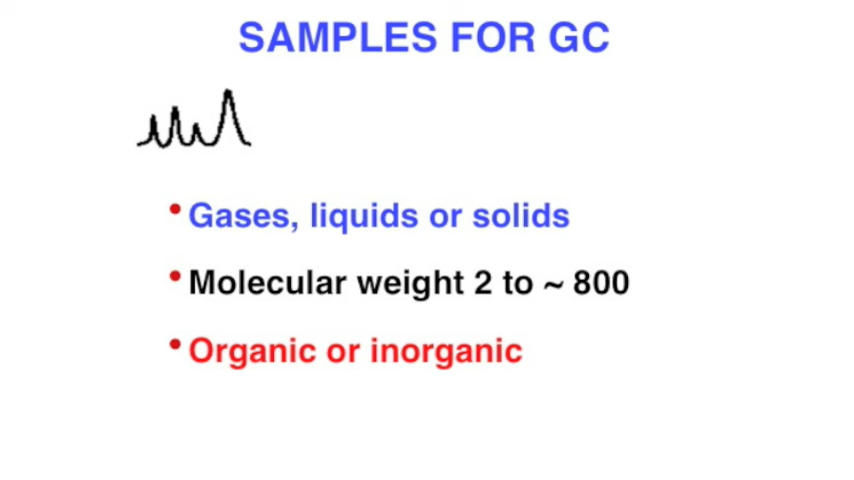 SAMPLES FOR GC
• Gases, liquids or solids
• Molecular weight 2 to ~ 800
• Organic or inorganic